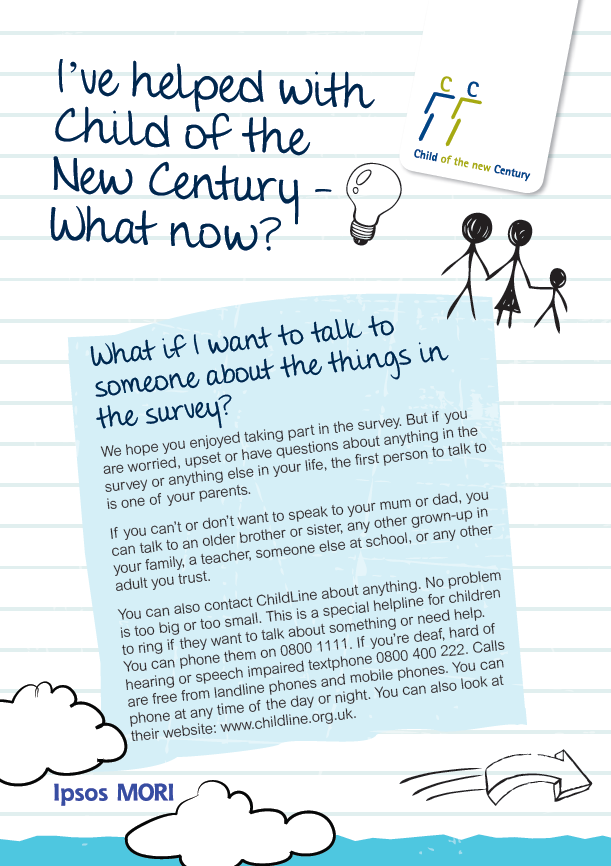 I've helped with
Child of the
New Century -
What now?
C C
Child of the new Century
What if I want to talk to
someone about the things in
the survey?
We hope you enjoyed taking part in the survey. But if you
are worried, upset or have questions about anything in the
survey or anything else in your life, the first person to talk to
is one of your parents.
If you can't or don't want to speak to your mum or dad, you
can talk to an older brother or sister, any other grown-up in
your family, a teacher, someone else at school, or any other
adult you trust.
You can also contact ChildLine about anything. No problem
is too big or too small. This is a special helpline for children
to ring if they want to talk about something or need help.
You can phone them on 0800 1111. If you're deaf, hard of
hearing or speech impaired textphone 0800 400 222. Calls
are free from landline phones and mobile phones. You can
phone at any time of the day or night. You can also look at
their website: www.childline.org.uk.
Ipsos MORI